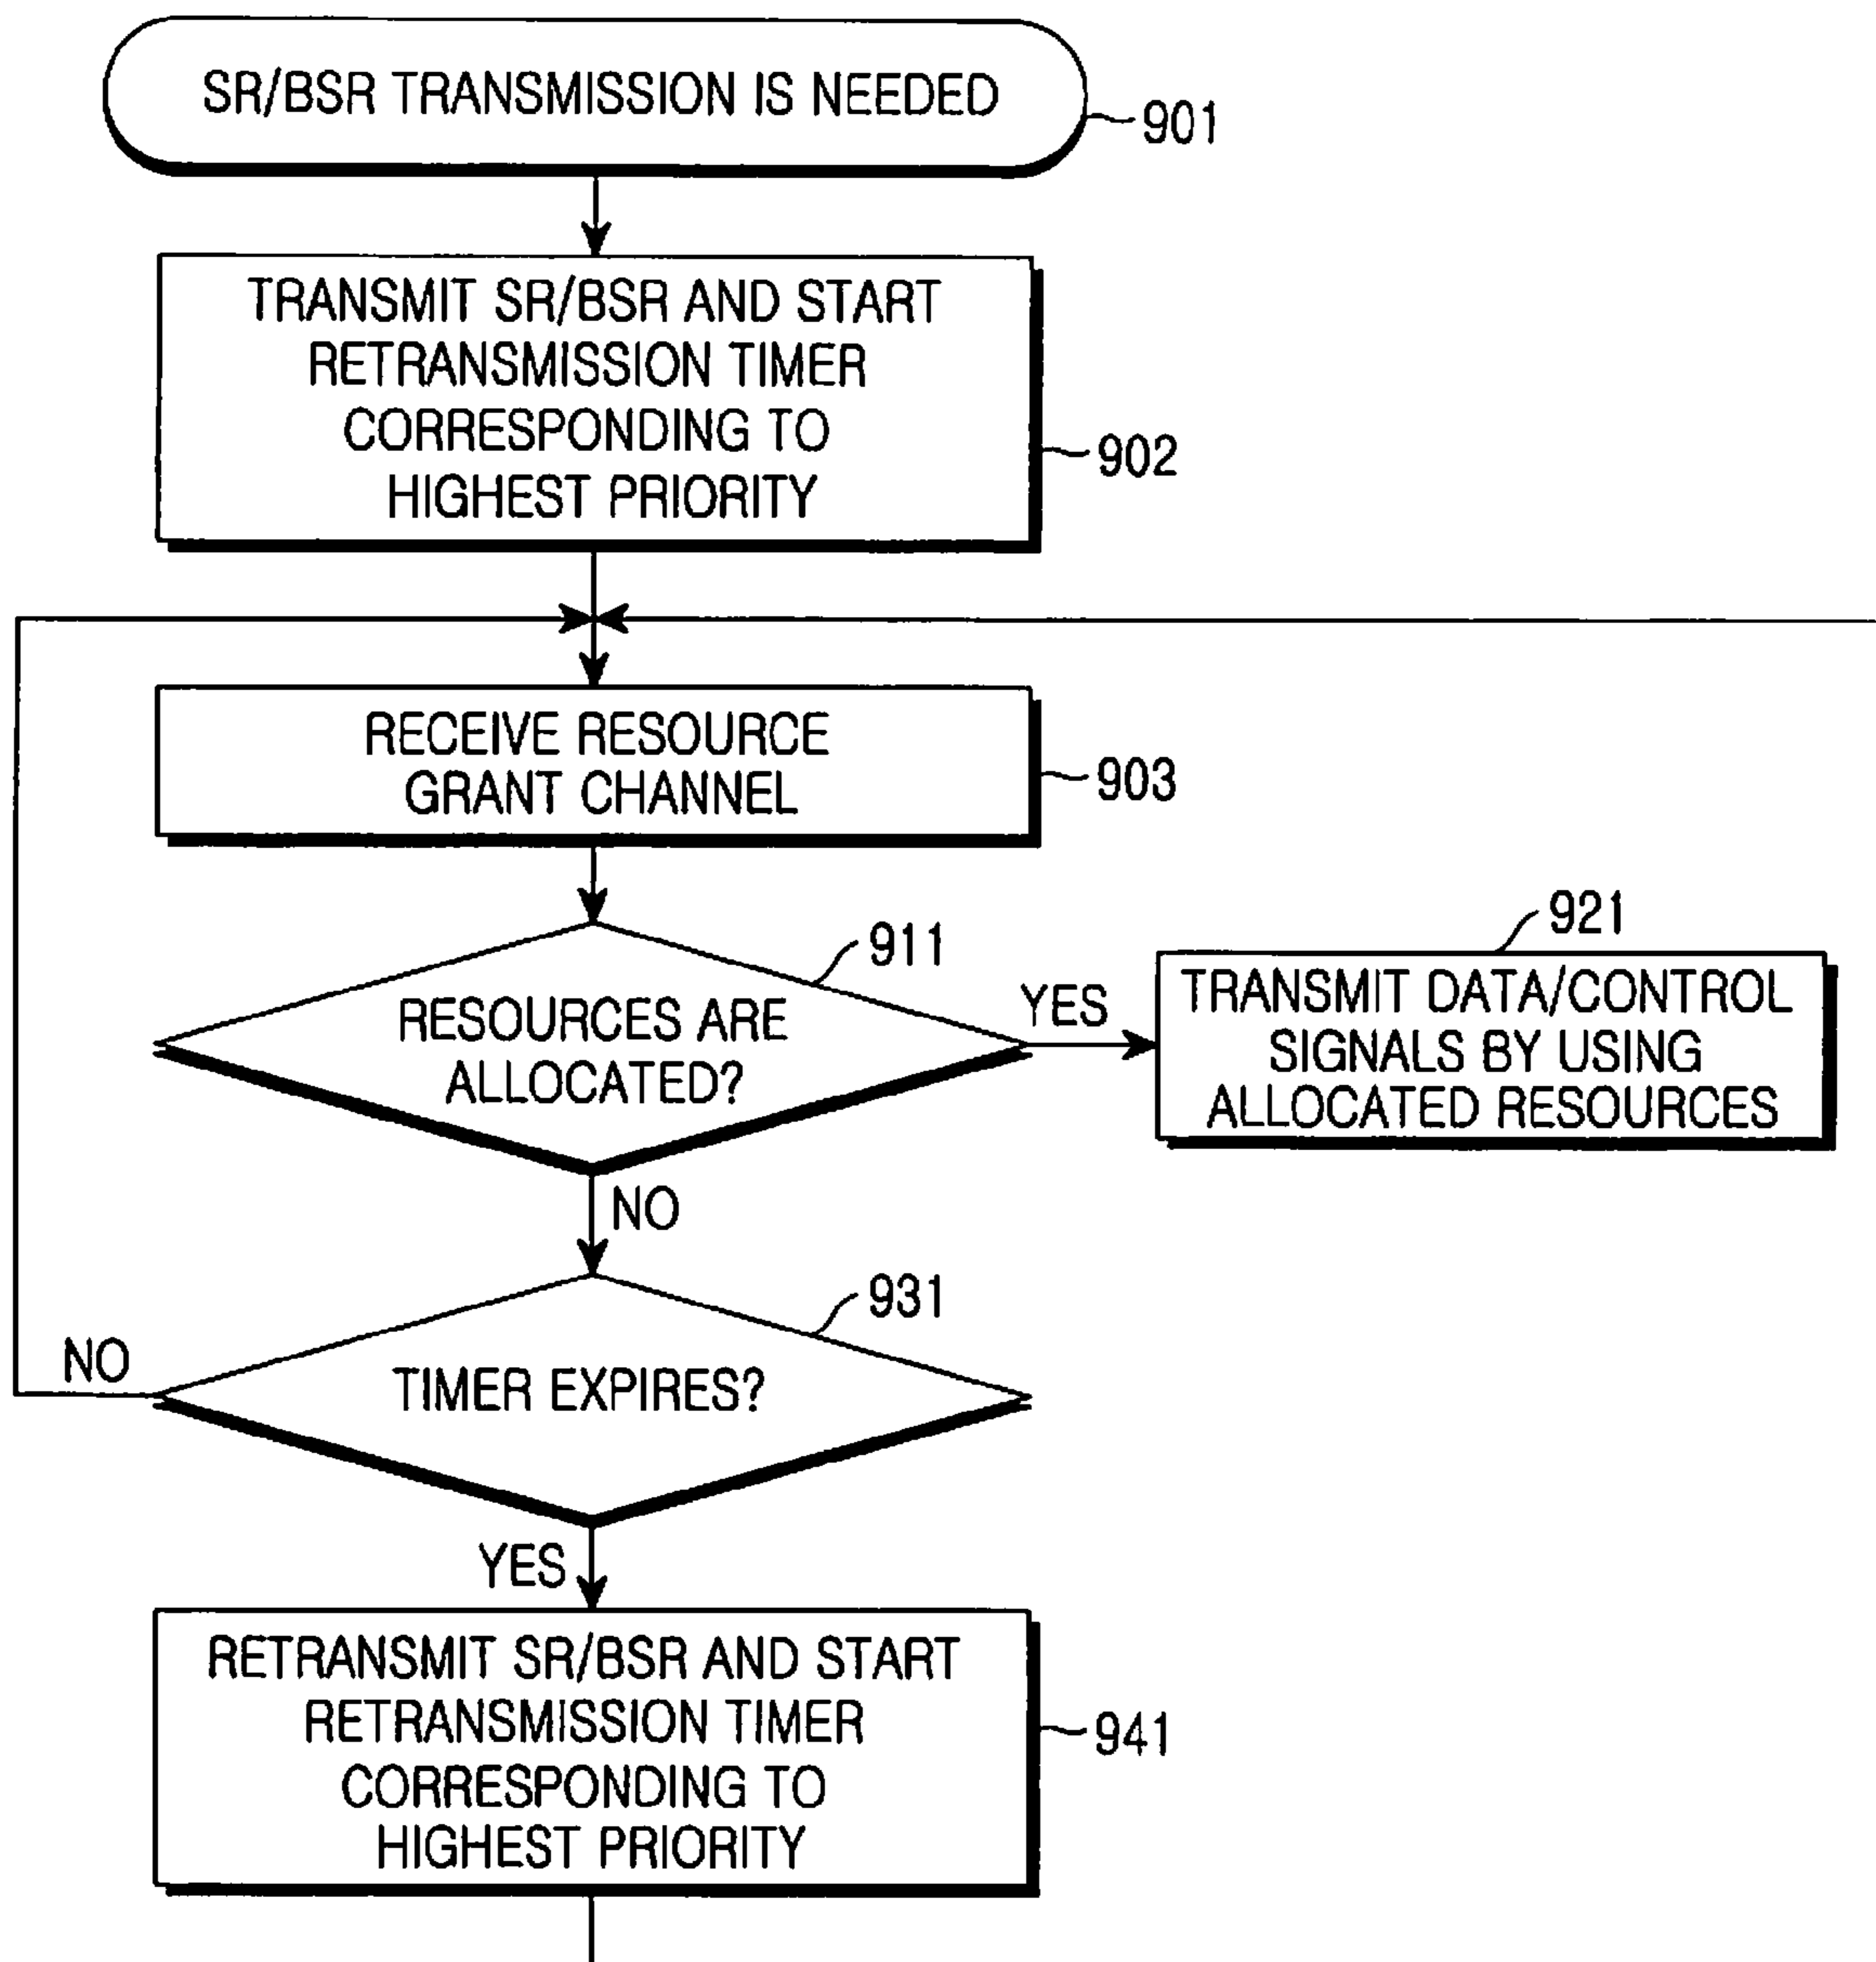 SR/BSR TRANSMISSION IS NEEDED
901
TRANSMIT SR/BSR AND START
RETRANSMISSION TIMER
CORRESPONDING TO
HIGHEST PRIORITY
902
RECEIVE RESOURCE
GRANT CHANNEL
903
911
RESOURCES ARE
ALLOCATED?
YES
921
TRANSMIT DATA/CONTROL
SIGNALS BY USING
ALLOCATED RESOURCES
NO
931
TIMER EXPIRES?
NO
YES
RETRANSMIT SR/BSR AND START
RETRANSMISSION TIMER
CORRESPONDING TO
HIGHEST PRIORITY
941